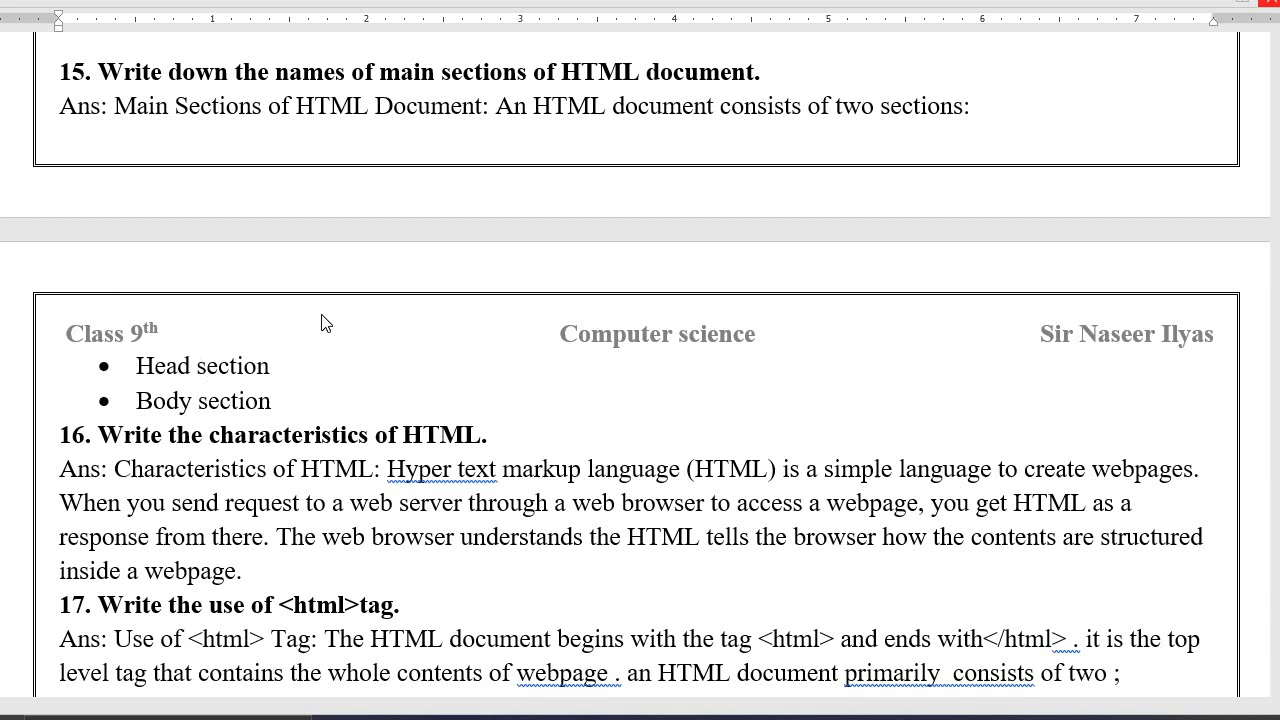 1 2 3 4 5 6 7
15. Write down the names of main sections of HTML document.
Ans: Main Sections of HTML Document: An HTML document consists of two sections:
Class 9th Computer science Sir Naseer Ilyas
• Head section
• Body section
16. Write the characteristics of HTML.
Ans: Characteristics of HTML: Hyper text markup language (HTML) is a simple language to create webpages.
When you send request to a web server through a web browser to access a webpage, you get HTML as a
response from there. The web browser understands the HTML tells the browser how the contents are structured
inside a webpage.
17. Write the use of <html>tag.
Ans: Use of <html> Tag: The HTML document begins with the tag <html> and ends with</html> . it is the top
level tag that contains the whole contents of webpage . an HTML document primarily  consists of two ;